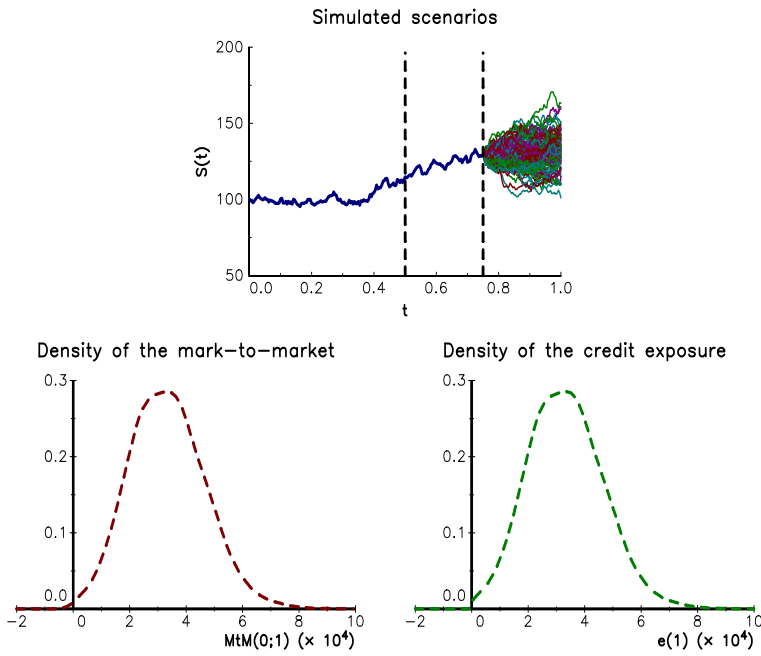 Simulated scenarios
200
150
100
50
S(t)
0.0 0.2 0.4 0.6 0.8 1.0
t
Density of the mark-to-market
0.3
0.2
0.1
0.0
-2 0 2 4 6 8 10
MtM(0;1) (× 10⁴)
Density of the credit exposure
0.3
0.2
0.1
0.0
-2 0 2 4 6 8 10
e(1) (× 10⁴)